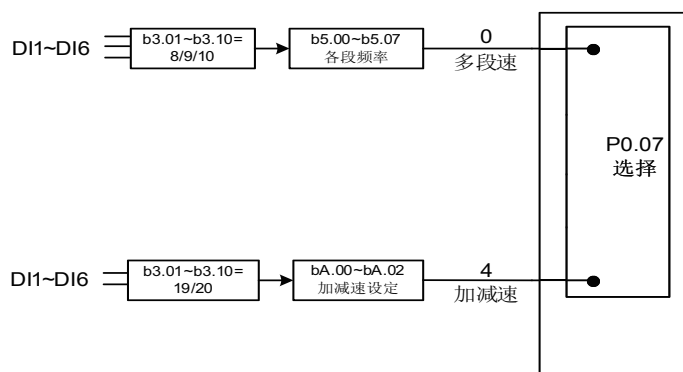 DI1~DI6
b3.01~b3.10=
8/9/10
b5.00~b5.07
各段频率
0
多段速
P0.07
选择
DI1~DI6
b3.01~b3.10=
19/20
bA.00~bA.02
加减速设定
4
加减速